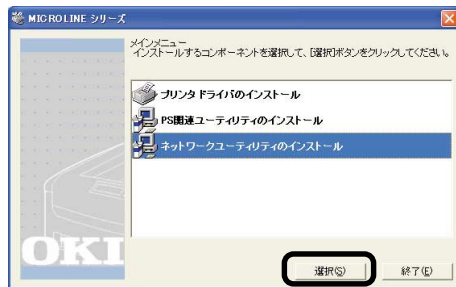 MICROLINE シリーズ
メインメニュー
インストールするコンポーネントを選択して、[選択]ボタンをクリックしてください。
プリンタドライバのインストール
PS関連ユーティリティのインストール
ネットワークユーティリティのインストール
OKI
選択(S)
終了(E)